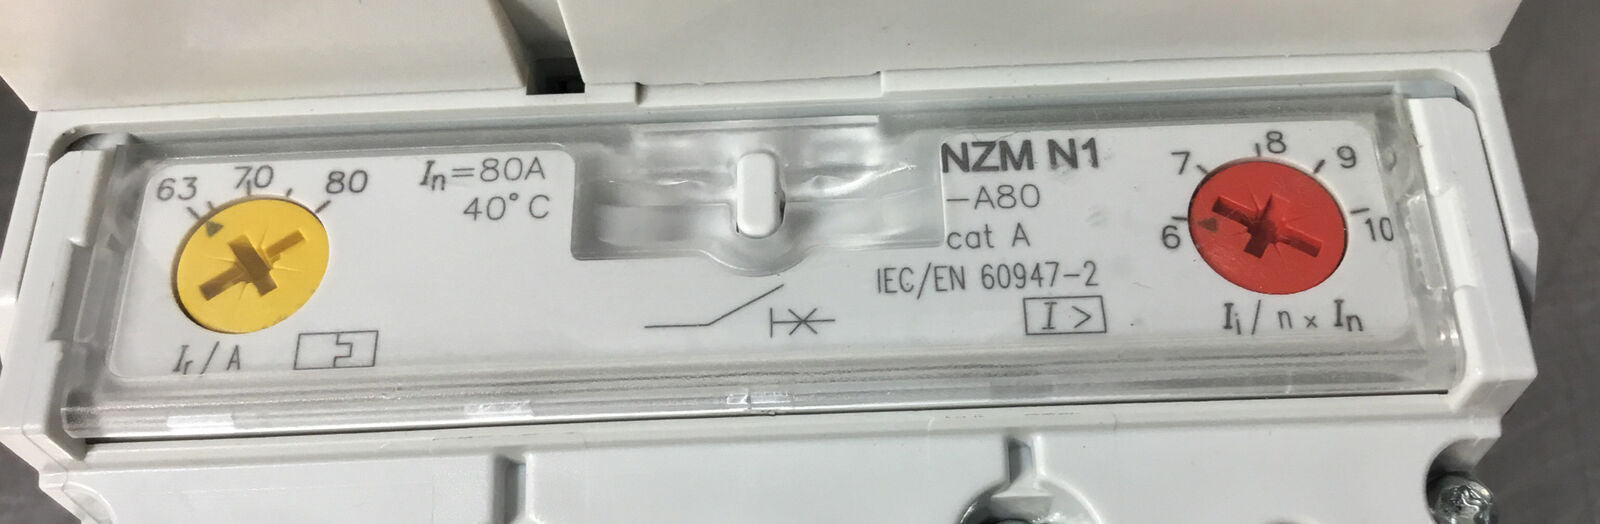 63 70 80
In=80A
40°C
Ir/A
NZM N1
-A80
cat A
IEC/EN 60947-2
I >
6 7 8 9 10
Ii/n x In